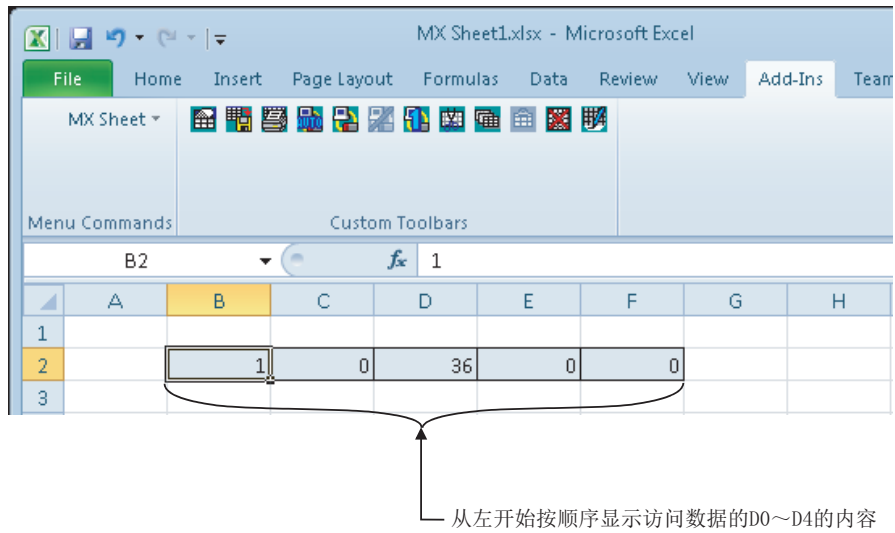 MX Sheet1.xlsx - Microsoft Excel
File Home Insert Page Layout Formulas Data Review View Add-Ins Team
MX Sheet
AUTO
Menu Commands Custom Toolbars
B2 fx 1
A B C D E F G H
1
2 1 0 36 0 0
3
从左开始按顺序显示访问数据的D0～D4的内容